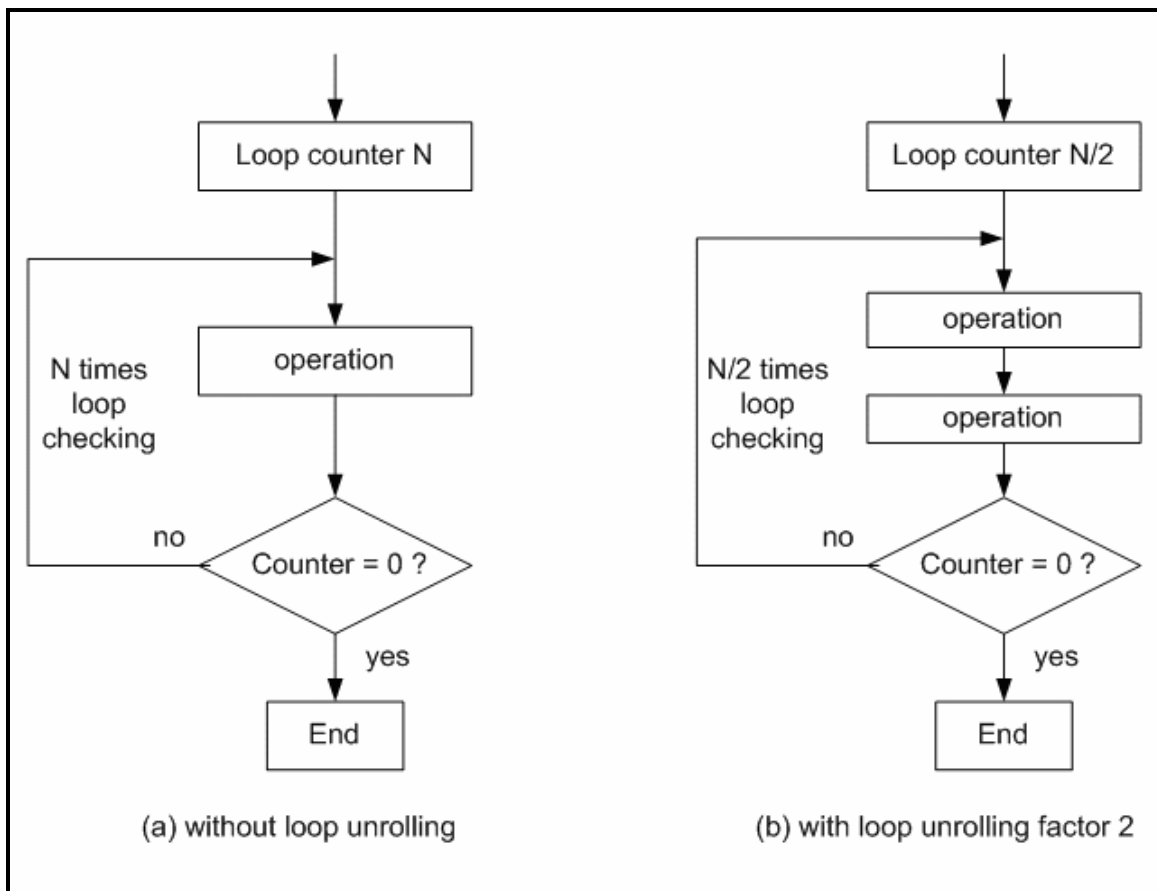 Loop counter N
operation
N times
loop
checking
no
Counter = 0 ?
yes
End
(a) without loop unrolling
Loop counter N/2
operation
operation
N/2 times
loop
checking
no
Counter = 0 ?
yes
End
(b) with loop unrolling factor 2